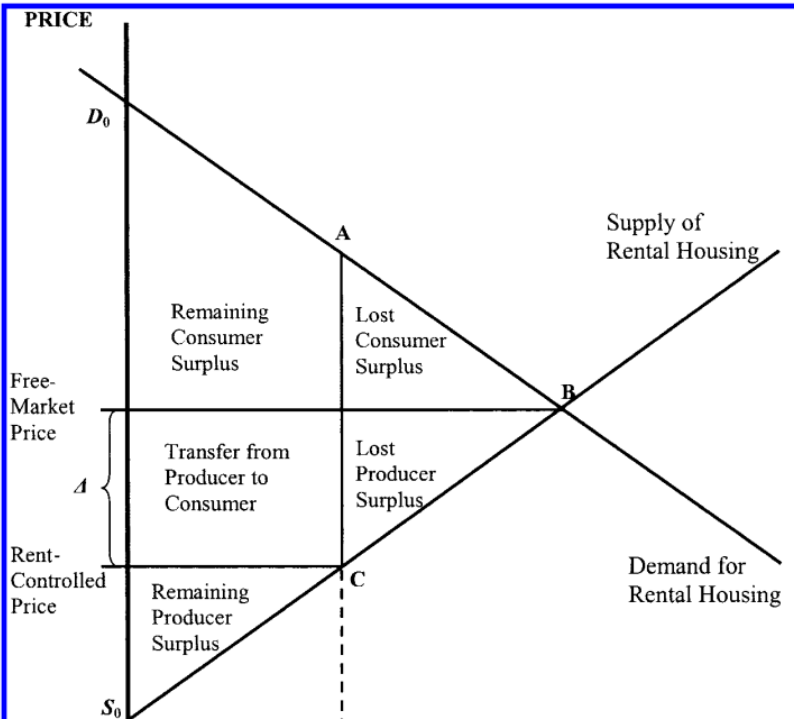 PRICE
D₀
A
Supply of
Rental Housing
Remaining
Consumer
Surplus
Lost
Consumer
Surplus
Free-
Market
Price
B
Transfer from
Producer to
Consumer
Lost
Producer
Surplus
Δ
Rent-
Controlled
Price
C
Demand for
Rental Housing
Remaining
Producer
Surplus
S₀